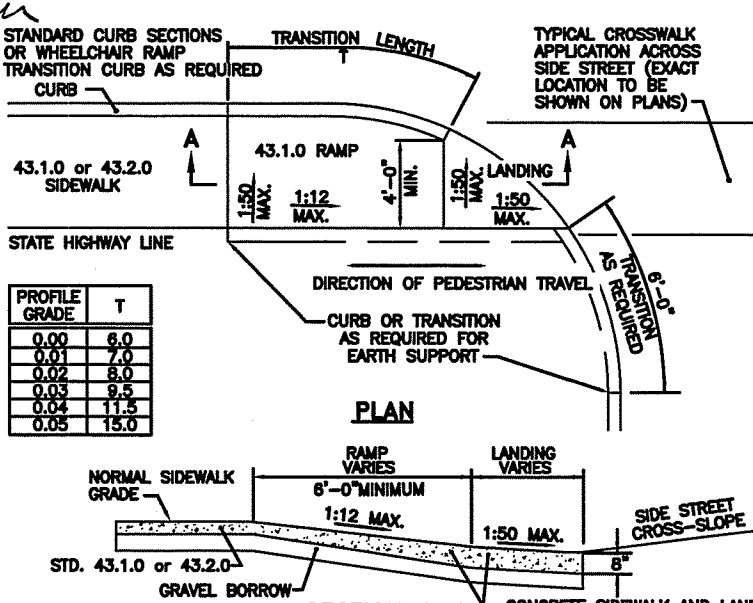 STANDARD CURB SECTIONS
OR WHEELCHAIR RAMP
TRANSITION CURB AS REQUIRED
CURB
TRANSITION LENGTH
T
TYPICAL CROSSWALK
APPLICATION ACROSS
SIDE STREET (EXACT
LOCATION TO BE
SHOWN ON PLANS)
A
A
43.1.0 or 43.2.0
SIDEWALK
43.1.0 RAMP
1:50
MAX.
1:12
MAX.
4'-0"
MIN.
1:50
MAX.
LANDING
1:50
MAX.
STATE HIGHWAY LINE
DIRECTION OF PEDESTRIAN TRAVEL
6'-0"
TRANSITION
AS REQUIRED
CURB OR TRANSITION
AS REQUIRED FOR
EARTH SUPPORT
PROFILE
GRADE T
0.00 6.0
0.01 7.0
0.02 8.0
0.03 9.5
0.04 11.5
0.05 15.0
PLAN
RAMP
VARIES
6'-0"MINIMUM
LANDING
VARIES
NORMAL SIDEWALK
GRADE
1:12 MAX.
1:50 MAX.
SIDE STREET
CROSS-SLOPE
8"
STD. 43.1.0 or 43.2.0
GRAVEL BORROW
CONCRETE SIDEWALK AND